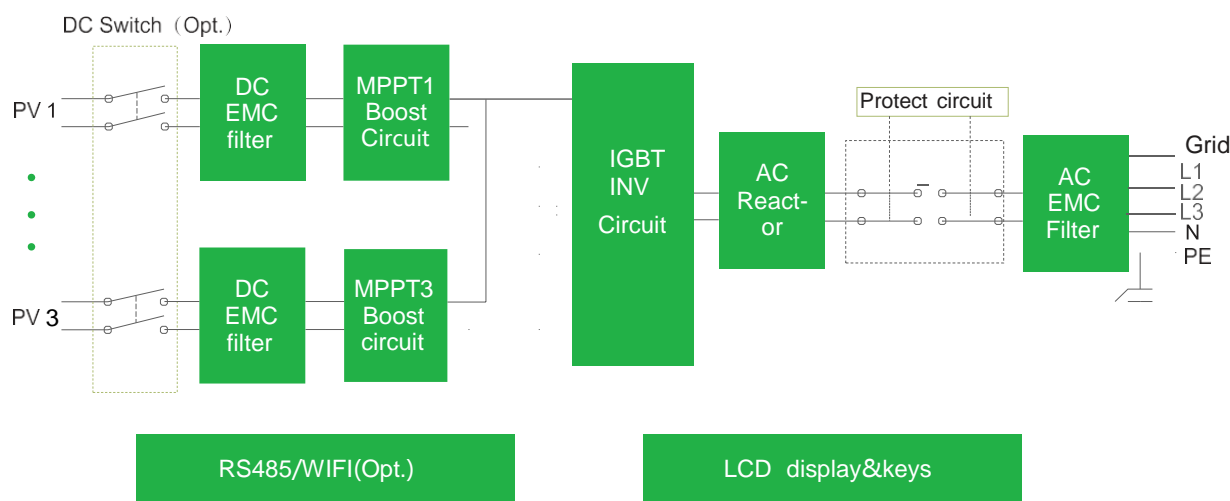 DC Switch (Opt.)
PV 1
DC
EMC
filter
MPPT1
Boost
Circuit
IGBT
INV
Circuit
AC
React-
or
Protect circuit
AC
EMC
Filter
Grid
L1
L2
L3
N
PE
PV 3
DC
EMC
filter
MPPT3
Boost
circuit
RS485/WIFI(Opt.)
LCD display&keys